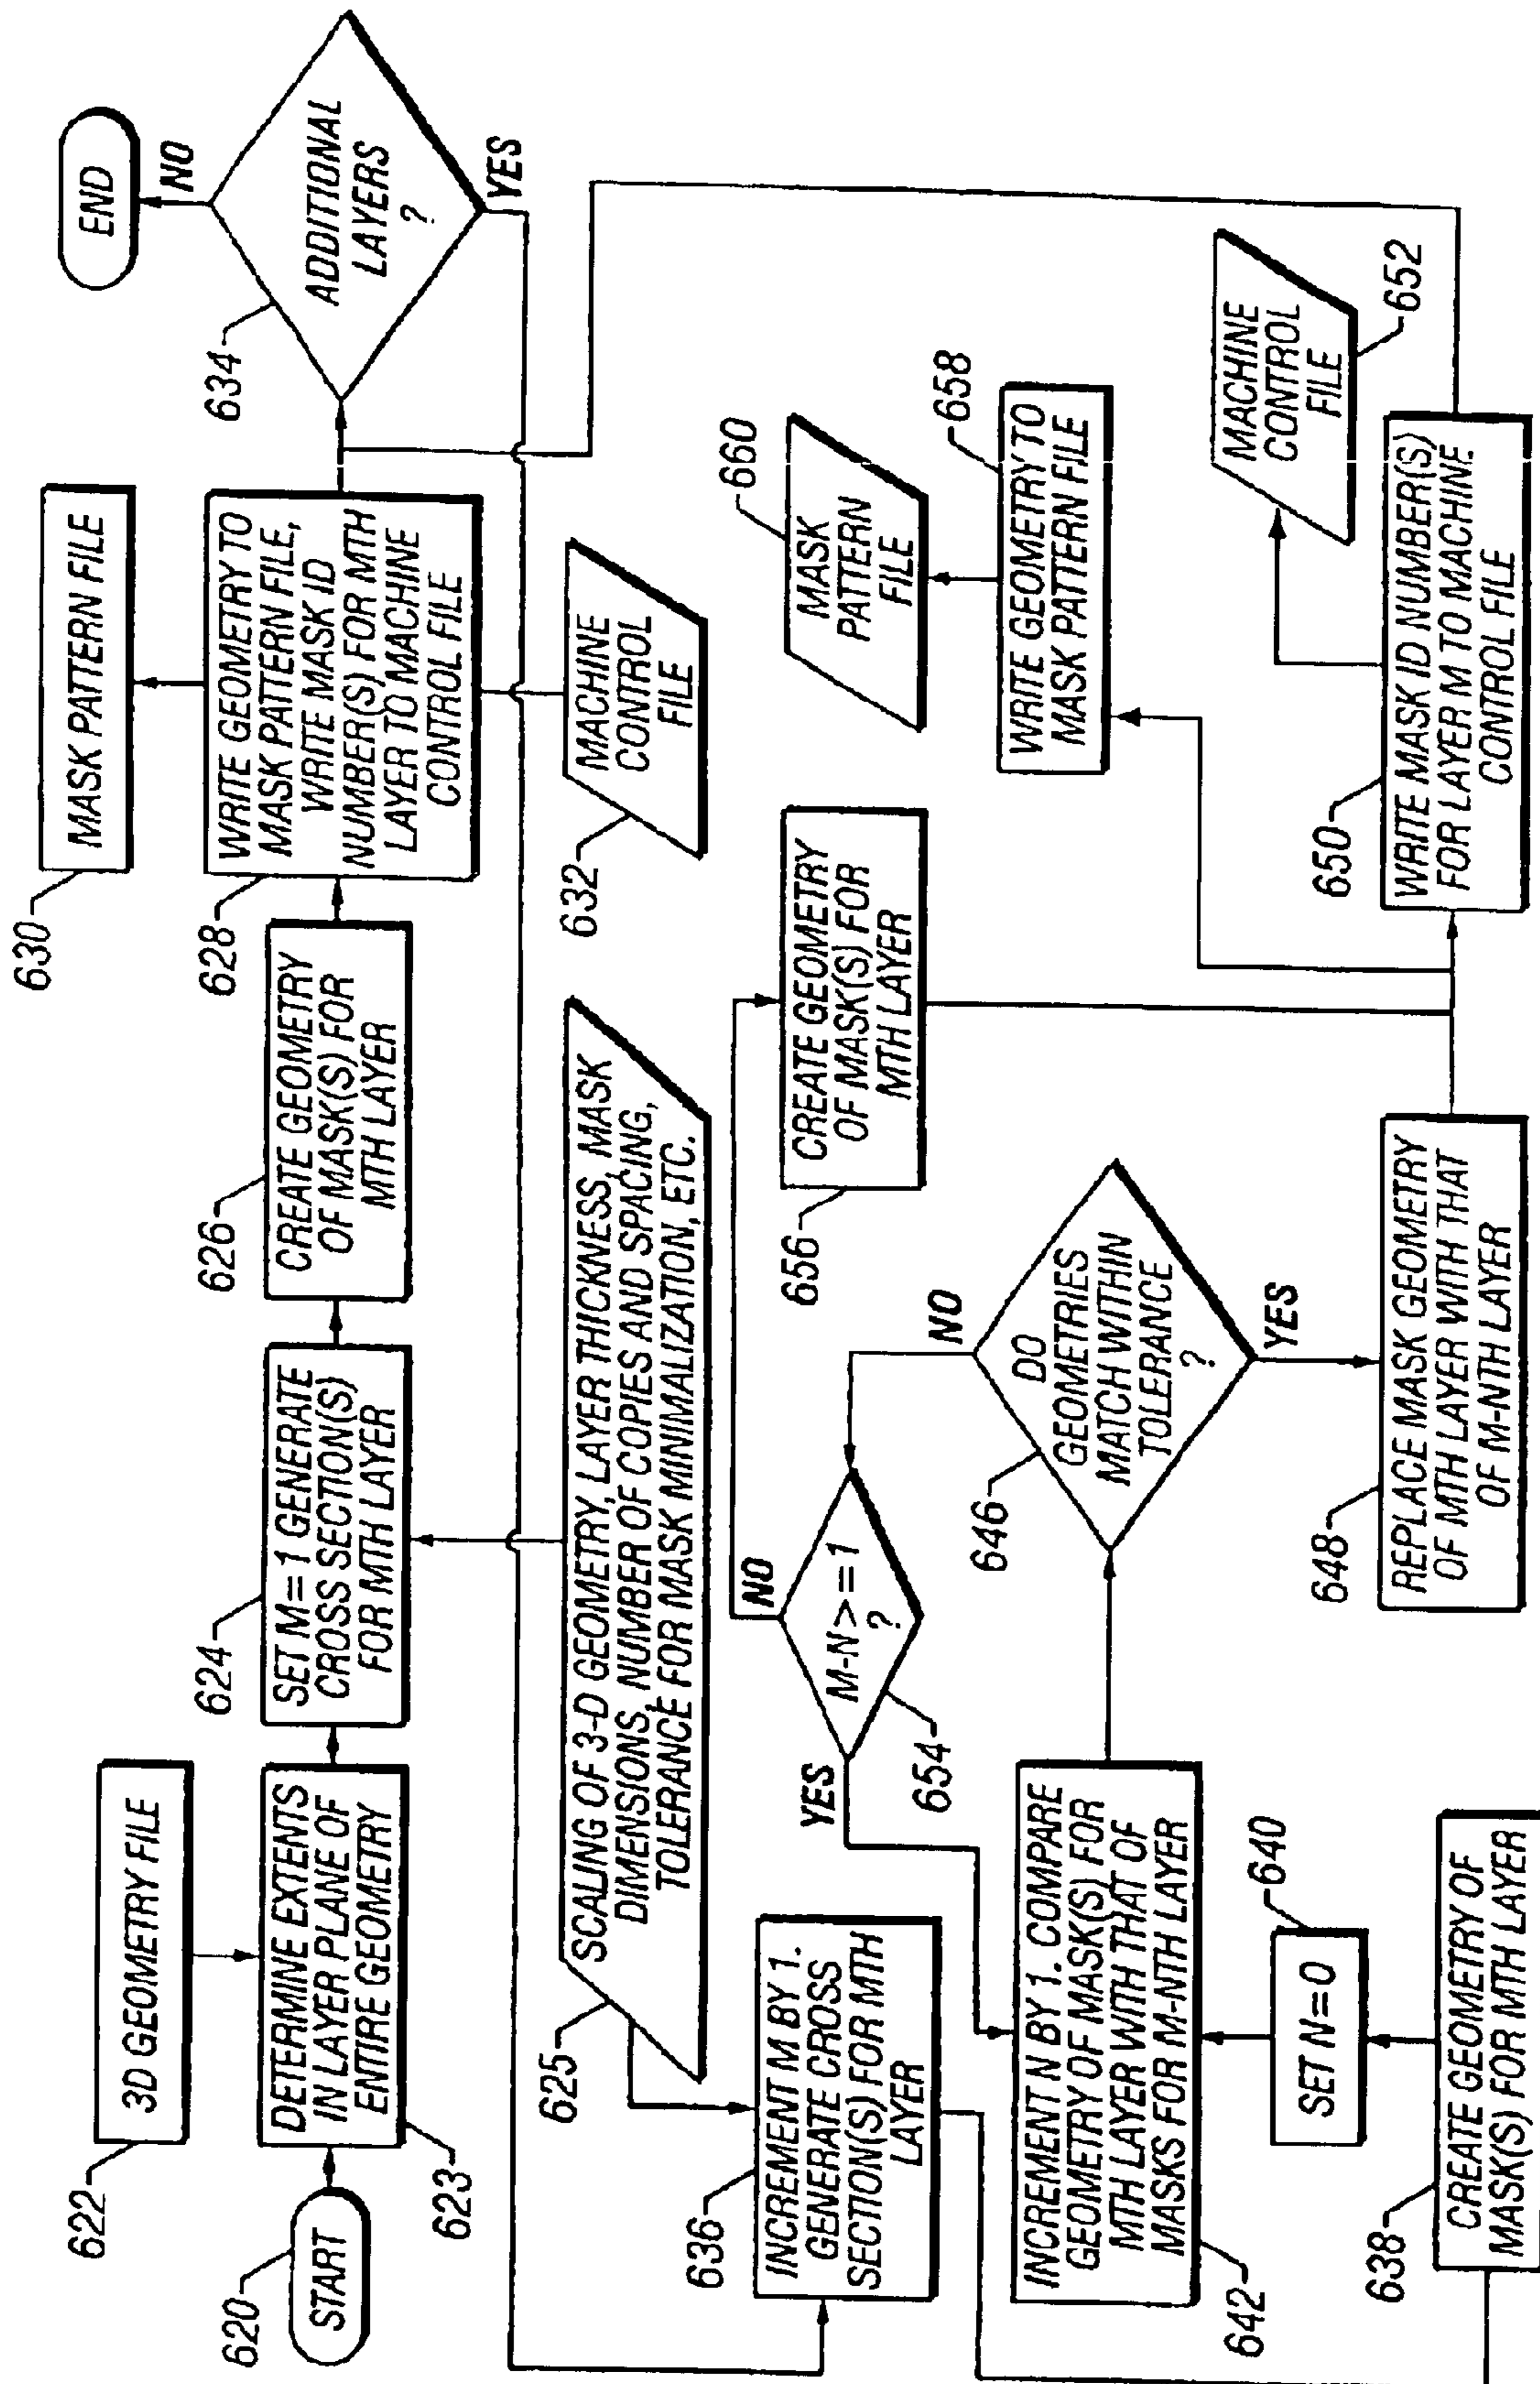 622
3D GEOMETRY FILE
620
START
623
DETERMINE EXTENTS
IN LAYER PLANE OF
ENTIRE GEOMETRY
624
SET M=1 GENERATE
CROSS SECTION(S)
FOR MTH LAYER
626
CREATE GEOMETRY
OF MASK(S) FOR
MTH LAYER
630
MASK PATTERN FILE
628
WRITE GEOMETRY TO
MASK PATTERN FILE,
WRITE MASK ID
NUMBER(S) FOR MTH
LAYER TO MACHINE
CONTROL FILE
632
MACHINE
CONTROL
FILE
634
ADDITIONAL
LAYERS
?
NO
END
YES
625
SCALING OF 3-D GEOMETRY, LAYER THICKNESS, MASK
DIMENSIONS, NUMBER OF COPIES AND SPACING,
TOLERANCE FOR MASK MINIMALIZATION, ETC.
636
INCREMENT M BY 1.
GENERATE CROSS
SECTION(S) FOR MTH
LAYER
YES
M-N>=1
?
NO
654
656
CREATE GEOMETRY
OF MASK(S) FOR
MTH LAYER
660
MASK
PATTERN
FILE
642
INCREMENT N BY 1. COMPARE
GEOMETRY OF MASK(S) FOR
MTH LAYER WITH THAT OF
MASKS FOR M-NTH LAYER
646
DO
GEOMETRIES
MATCH WITHIN
TOLERANCE
?
NO
YES
658
WRITE GEOMETRY TO
MASK PATTERN FILE
640
SET N=0
638
CREATE GEOMETRY OF
MASK(S) FOR MTH LAYER
648
REPLACE MASK GEOMETRY
OF MTH LAYER WITH THAT
OF M-NTH LAYER
650
WRITE MASK ID NUMBER(S)
FOR LAYER M TO MACHINE
CONTROL FILE
MACHINE
CONTROL
FILE
652